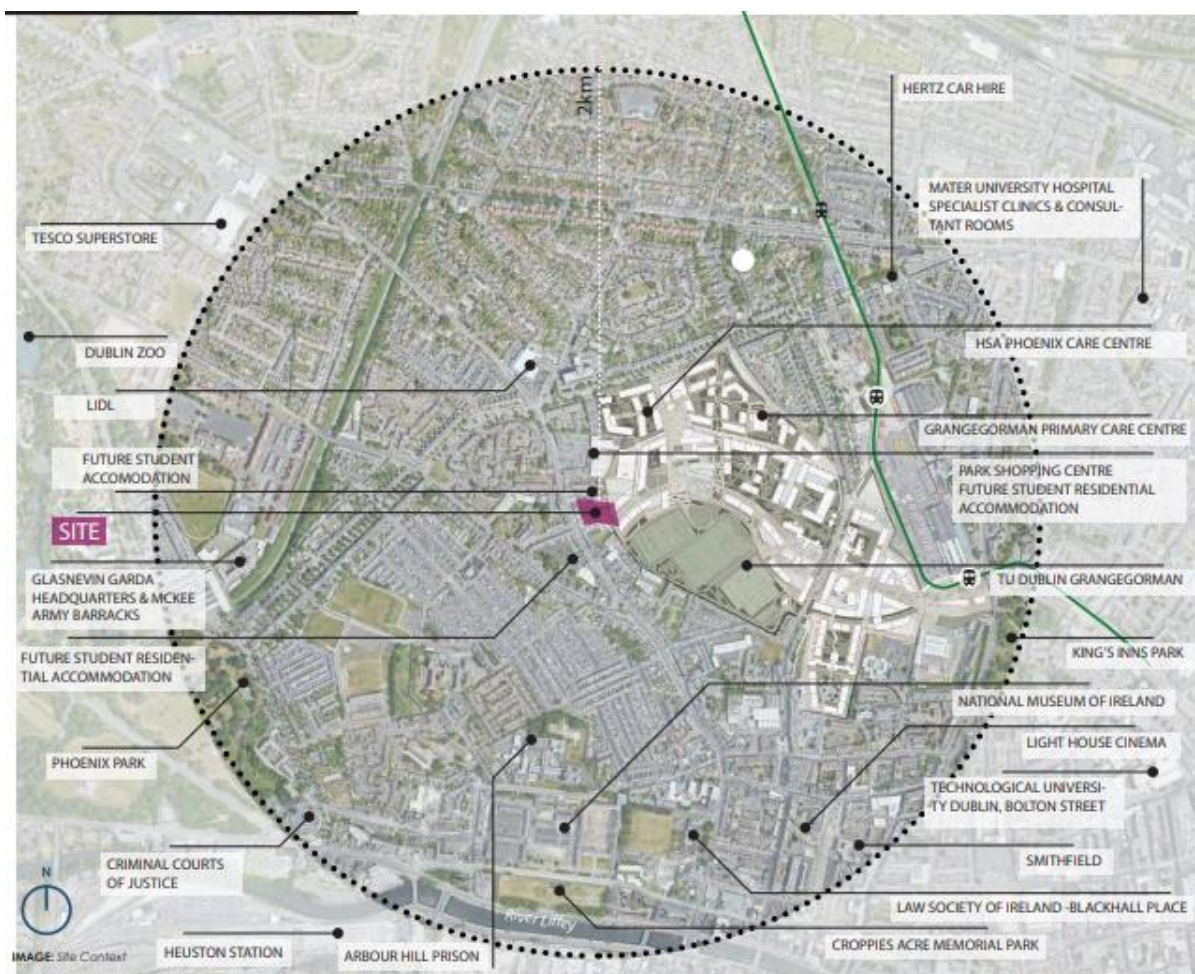 2km
HERTZ CAR HIRE
MATER UNIVERSITY HOSPITAL
SPECIALIST CLINICS & CONSUL-
TANT ROOMS
TESCO SUPERSTORE
HSA PHOENIX CARE CENTRE
DUBLIN ZOO
LIDL
GRANGEGORMAN PRIMARY CARE CENTRE
FUTURE STUDENT
ACCOMODATION
PARK SHOPPING CENTRE
FUTURE STUDENT RESIDENTIAL
ACCOMMODATION
SITE
GLASNEVIN GARDA
HEADQUARTERS & MCKEE
ARMY BARRACKS
TU DUBLIN GRANGEGORMAN
FUTURE STUDENT RESIDEN-
TIAL ACCOMMODATION
KING'S INNS PARK
NATIONAL MUSEUM OF IRELAND
LIGHT HOUSE CINEMA
PHOENIX PARK
TECHNOLOGICAL UNIVERSI-
TY DUBLIN, BOLTON STREET
CRIMINAL COURTS
OF JUSTICE
SMITHFIELD
N
LAW SOCIETY OF IRELAND -BLACKHALL PLACE
River Liffey
CROPPIES ACRE MEMORIAL PARK
IMAGE: Site Context
HEUSTON STATION
ARBOUR HILL PRISON